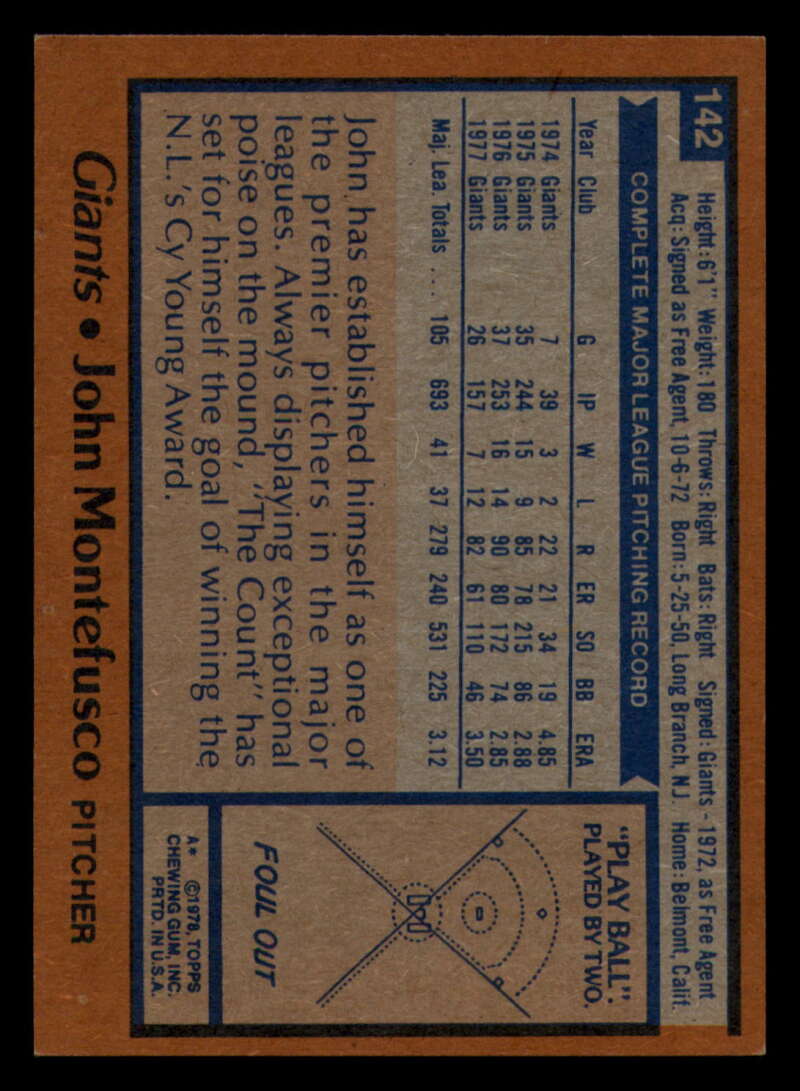 142
Height: 6'1" Weight: 180 Throws: Right Bats: Right Signed: Giants - 1972, as Free Agent
Acq: Signed as Free Agent, 10-6-72 Born: 5-25-50, Long Branch, N.J. Home: Belmont, Calif.
COMPLETE MAJOR LEAGUE PITCHING RECORD
Year Club G IP W L R ER SO BB ERA
1974 Giants 7 39 3 2 22 21 34 19 4.85
1975 Giants 35 244 15 9 85 78 215 86 2.88
1976 Giants 37 253 16 14 90 80 172 74 2.85
1977 Giants 26 157 7 12 82 61 110 46 3.50
Maj. Lea. Totals ... 105 693 41 37 279 240 531 225 3.12
John has established himself as one of
the premier pitchers in the major
leagues. Always displaying exceptional
poise on the mound, "The Count" has
set for himself the goal of winning the
N.L.'s Cy Young Award.
"PLAY BALL".
PLAYED BY TWO.
FOUL OUT
A* ©1978, TOPPS
CHEWING GUM, INC.
PRTD. IN U.S.A.
Giants • John Montefusco PITCHER